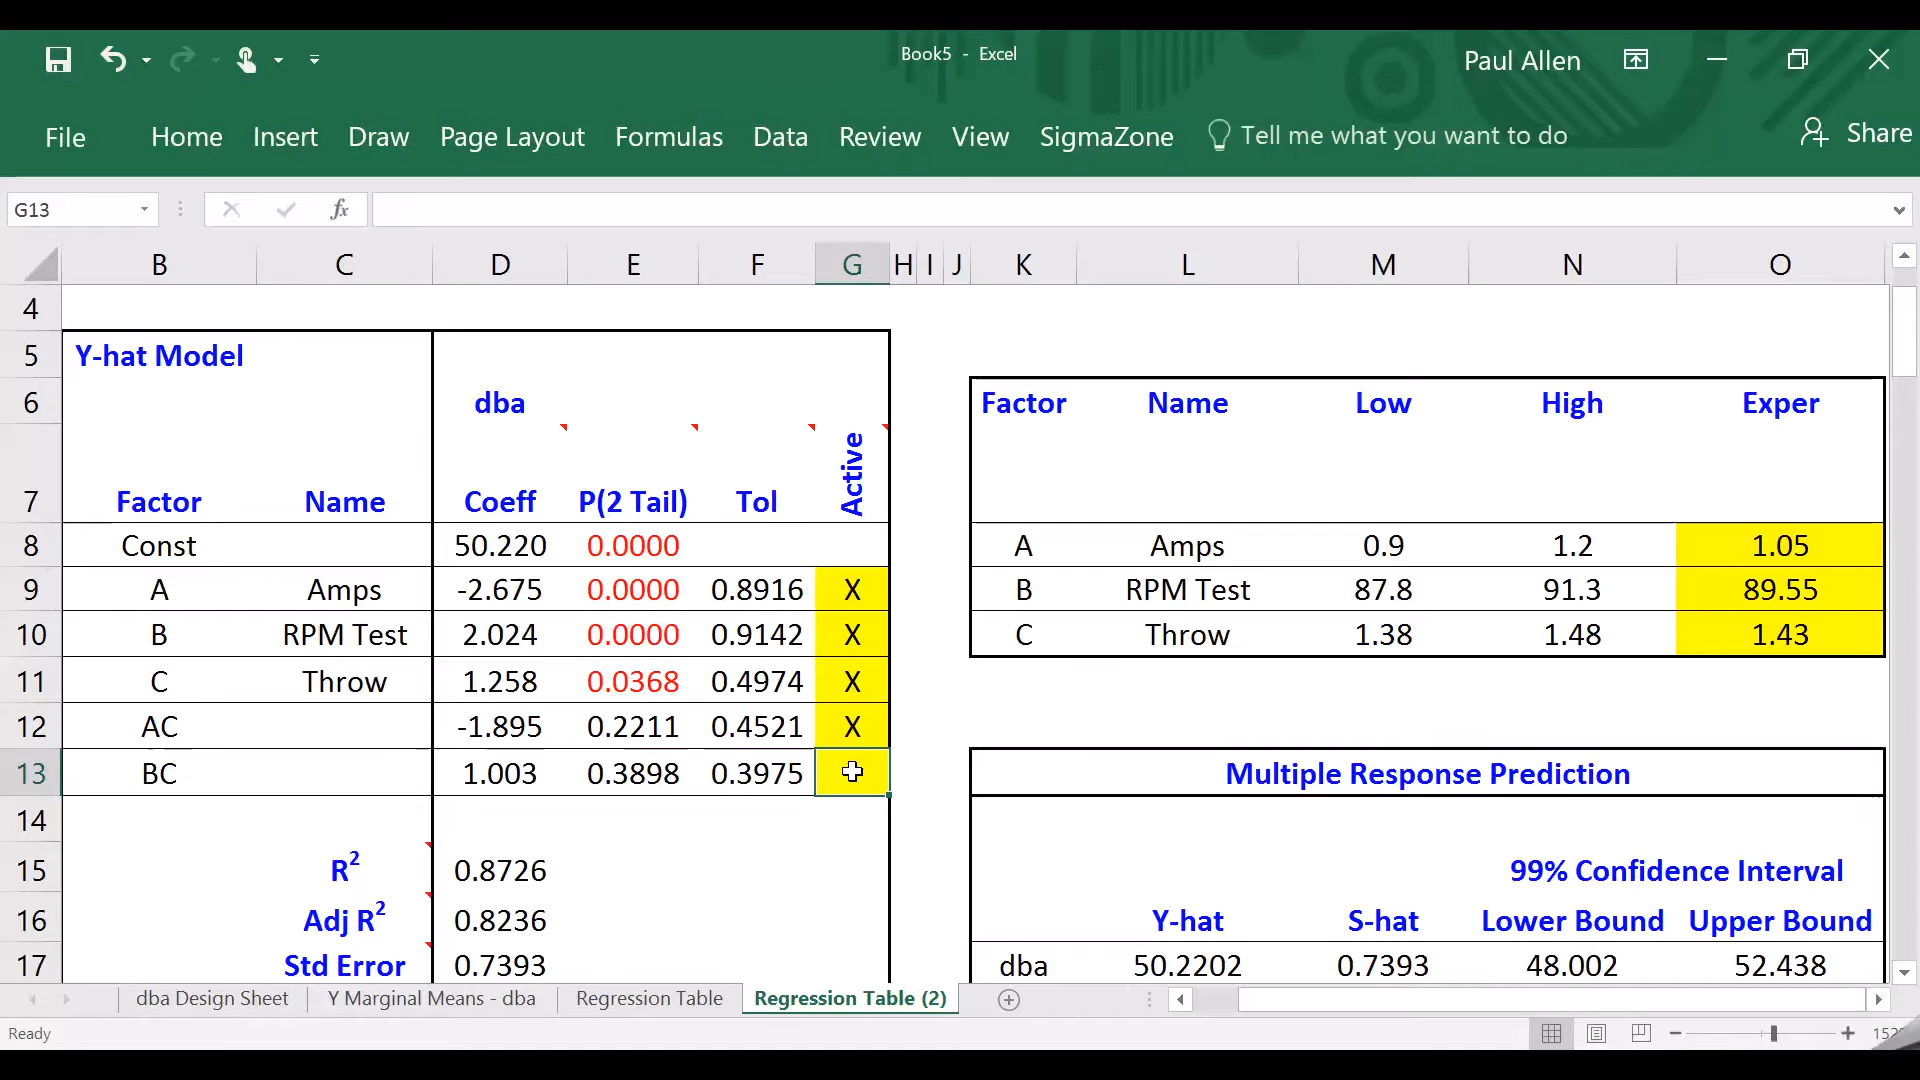 Book5 - Excel
Paul Allen
File Home Insert Draw Page Layout Formulas Data Review View SigmaZone Tell me what you want to do Share
G13 fx
B C D E F G H I J K L M N O
4
5 Y-hat Model
6 dba Factor Name Low High Exper
7 Factor Name Coeff P(2 Tail) Tol Active
8 Const 50.220 0.0000 A Amps 0.9 1.2 1.05
9 A Amps -2.675 0.0000 0.8916 X B RPM Test 87.8 91.3 89.55
10 B RPM Test 2.024 0.0000 0.9142 X C Throw 1.38 1.48 1.43
11 C Throw 1.258 0.0368 0.4974 X
12 AC -1.895 0.2211 0.4521 X
13 BC 1.003 0.3898 0.3975 Multiple Response Prediction
14
15 R2 0.8726 99% Confidence Interval
16 Adj R2 0.8236 Y-hat S-hat Lower Bound Upper Bound
17 Std Error 0.7393 dba 50.2202 0.7393 48.002 52.438
dba Design Sheet Y Marginal Means - dba Regression Table Regression Table (2)
Ready